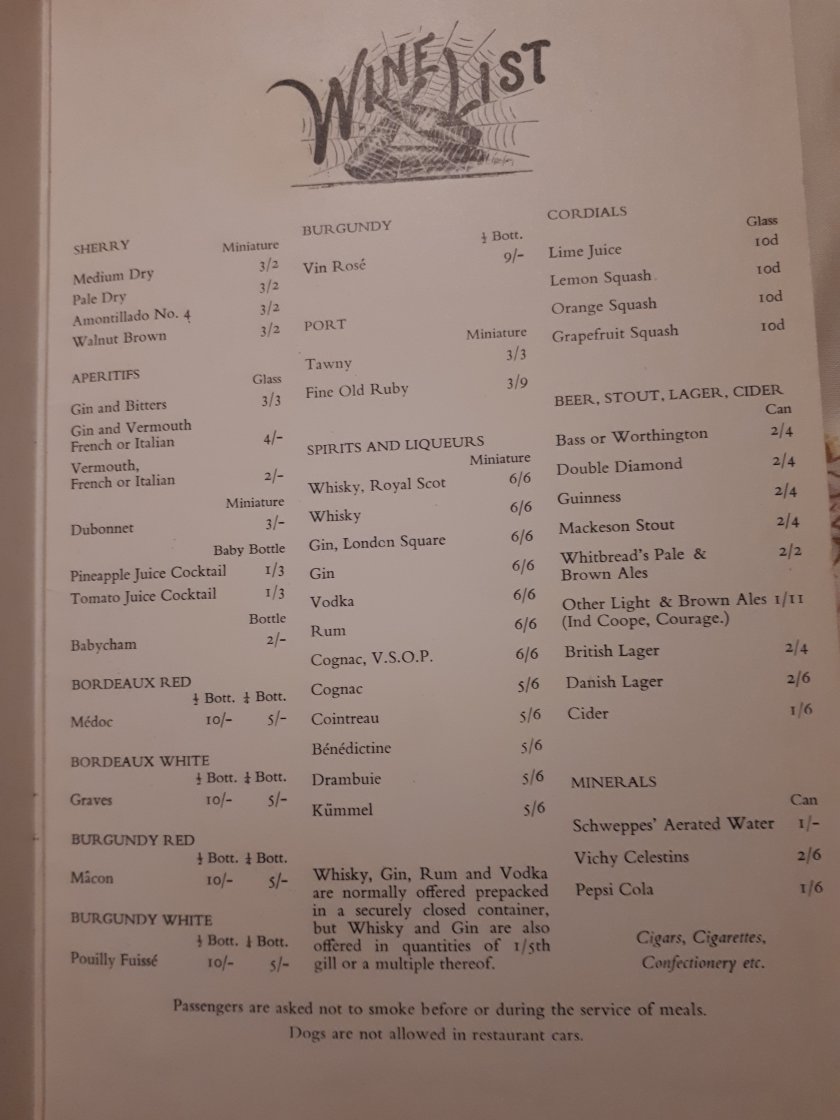 WINE LIST
SHERRY
Miniature
Medium Dry 3/2
Pale Dry 3/2
Amontillado No. 4 3/2
Walnut Brown 3/2
APERITIFS
Glass
Gin and Bitters 3/3
Gin and Vermouth
French or Italian 4/-
Vermouth,
French or Italian 2/-
Miniature
Dubonnet 3/-
Baby Bottle
Pineapple Juice Cocktail 1/3
Tomato Juice Cocktail 1/3
Bottle
Babycham 2/-
BORDEAUX RED
½ Bott. ¼ Bott.
Médoc 10/- 5/-
BORDEAUX WHITE
½ Bott. ¼ Bott.
Graves 10/- 5/-
BURGUNDY RED
½ Bott. ¼ Bott.
Mâcon 10/- 5/-
BURGUNDY WHITE
½ Bott. ¼ Bott.
Pouilly Fuissé 10/- 5/-
BURGUNDY
½ Bott.
Vin Rosé 9/-
PORT
Miniature
Tawny 3/3
Fine Old Ruby 3/9
SPIRITS AND LIQUEURS
Miniature
Whisky, Royal Scot 6/6
Whisky 6/6
Gin, London Square 6/6
Gin 6/6
Vodka 6/6
Rum 6/6
Cognac, V.S.O.P. 6/6
Cognac 5/6
Cointreau 5/6
Bénédictine 5/6
Drambuie 5/6
Kümmel 5/6
Whisky, Gin, Rum and Vodka
are normally offered prepacked
in a securely closed container,
but Whisky and Gin are also
offered in quantities of 1/5th
gill or a multiple thereof.
CORDIALS
Glass
Lime Juice 10d
Lemon Squash 10d
Orange Squash 10d
Grapefruit Squash 10d
BEER, STOUT, LAGER, CIDER
Can
Bass or Worthington 2/4
Double Diamond 2/4
Guinness 2/4
Mackeson Stout 2/4
Whitbread's Pale & 2/2
Brown Ales
Other Light & Brown Ales 1/11
(Ind Coope, Courage.)
British Lager 2/4
Danish Lager 2/6
Cider 1/6
MINERALS
Can
Schweppes' Aerated Water 1/-
Vichy Celestins 2/6
Pepsi Cola 1/6
Cigars, Cigarettes,
Confectionery etc.
Passengers are asked not to smoke before or during the service of meals.
Dogs are not allowed in restaurant cars.